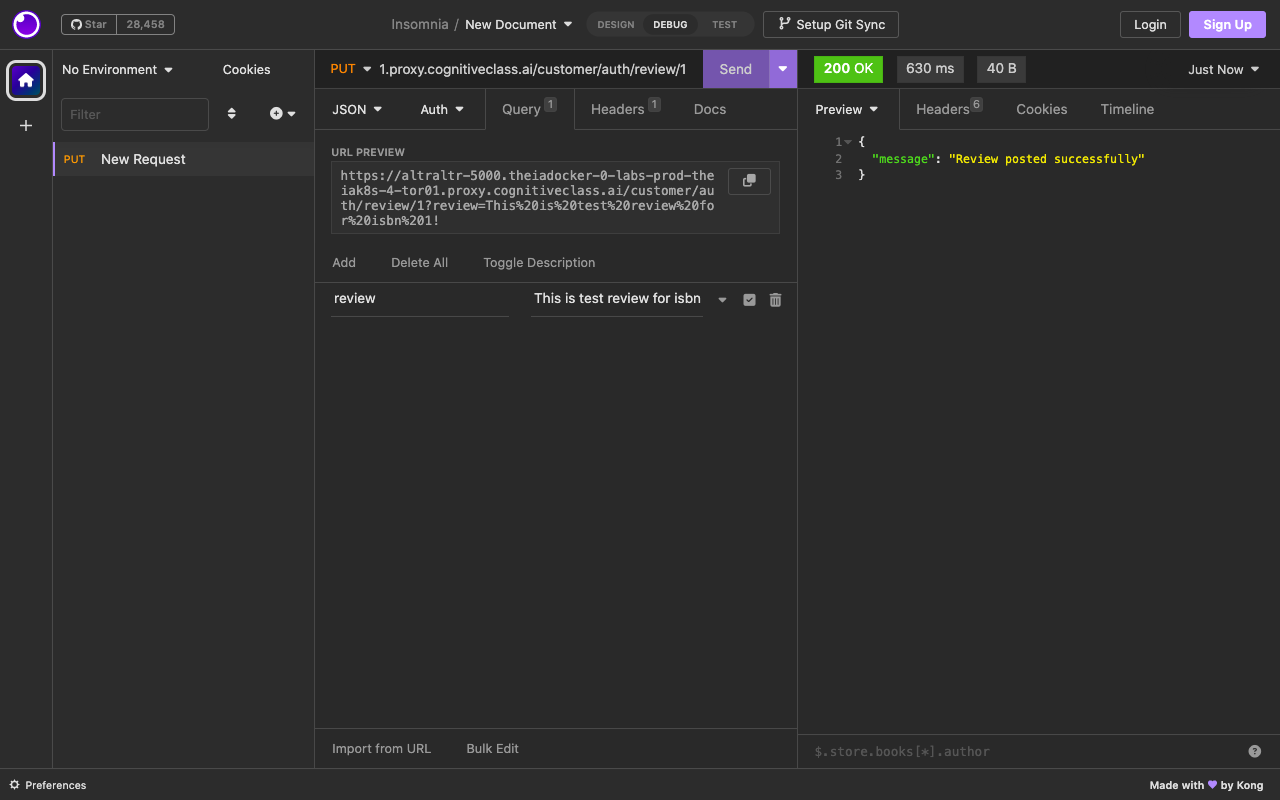 Star 28,458
Insomnia / New Document
DESIGN DEBUG TEST
Setup Git Sync
Login
Sign Up
No Environment
Cookies
Filter
PUT New Request
PUT 1.proxy.cognitiveclass.ai/customer/auth/review/1 Send
JSON Auth Query 1 Headers 1 Docs
URL PREVIEW
https://altraltr-5000.theiadocker-0-labs-prod-the
iak8s-4-tor01.proxy.cognitiveclass.ai/customer/au
th/review/1?review=This%20is%20test%20review%20fo
r%20isbn%201!
Add Delete All Toggle Description
review This is test review for isbn
Import from URL Bulk Edit
200 OK 630 ms 40 B Just Now
Preview Headers 6 Cookies Timeline
1 {
2 "message": "Review posted successfully"
3 }
$.store.books[*].author ?
Preferences
Made with ♥ by Kong